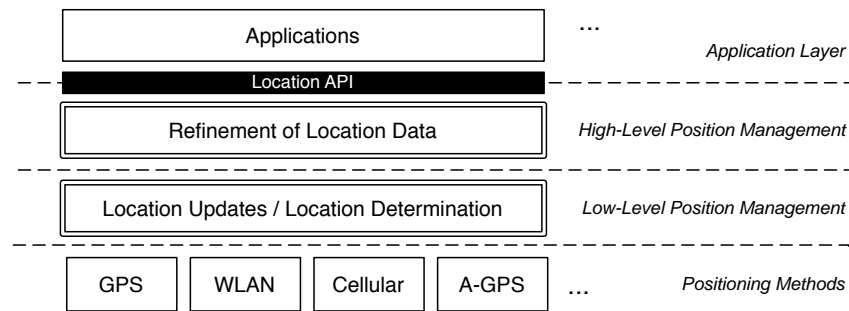 Applications
...
Application Layer
Location API
Refinement of Location Data
High-Level Position Management
Location Updates / Location Determination
Low-Level Position Management
GPS
WLAN
Cellular
A-GPS
...
Positioning Methods